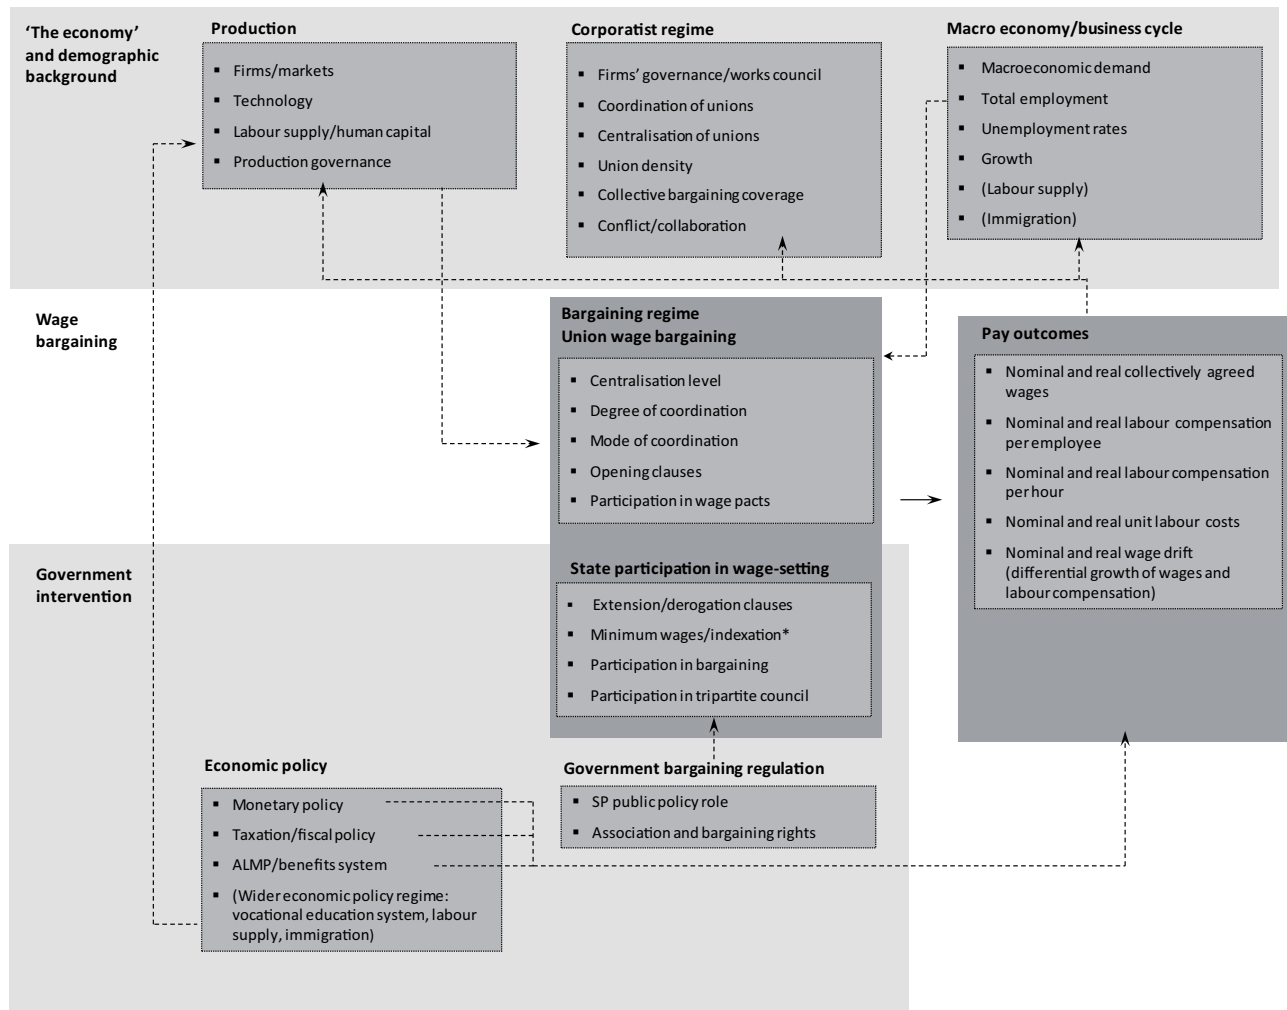 ‘The economy’
and demographic
background
Production
▪ Firms/markets
▪ Technology
▪ Labour supply/human capital
▪ Production governance
Corporatist regime
▪ Firms’ governance/works council
▪ Coordination of unions
▪ Centralisation of unions
▪ Union density
▪ Collective bargaining coverage
▪ Conflict/collaboration
Macro economy/business cycle
▪ Macroeconomic demand
▪ Total employment
▪ Unemployment rates
▪ Growth
▪ (Labour supply)
▪ (Immigration)
Wage
bargaining
Bargaining regime
Union wage bargaining
▪ Centralisation level
▪ Degree of coordination
▪ Mode of coordination
▪ Opening clauses
▪ Participation in wage pacts
Pay outcomes
▪ Nominal and real collectively agreed
wages
▪ Nominal and real labour compensation
per employee
▪ Nominal and real labour compensation
per hour
▪ Nominal and real unit labour costs
▪ Nominal and real wage drift
(differential growth of wages and
labour compensation)
Government
intervention
State participation in wage-setting
▪ Extension/derogation clauses
▪ Minimum wages/indexation*
▪ Participation in bargaining
▪ Participation in tripartite council
Economic policy
▪ Monetary policy
▪ Taxation/fiscal policy
▪ ALMP/benefits system
▪ (Wider economic policy regime:
vocational education system, labour
supply, immigration)
Government bargaining regulation
▪ SP public policy role
▪ Association and bargaining rights